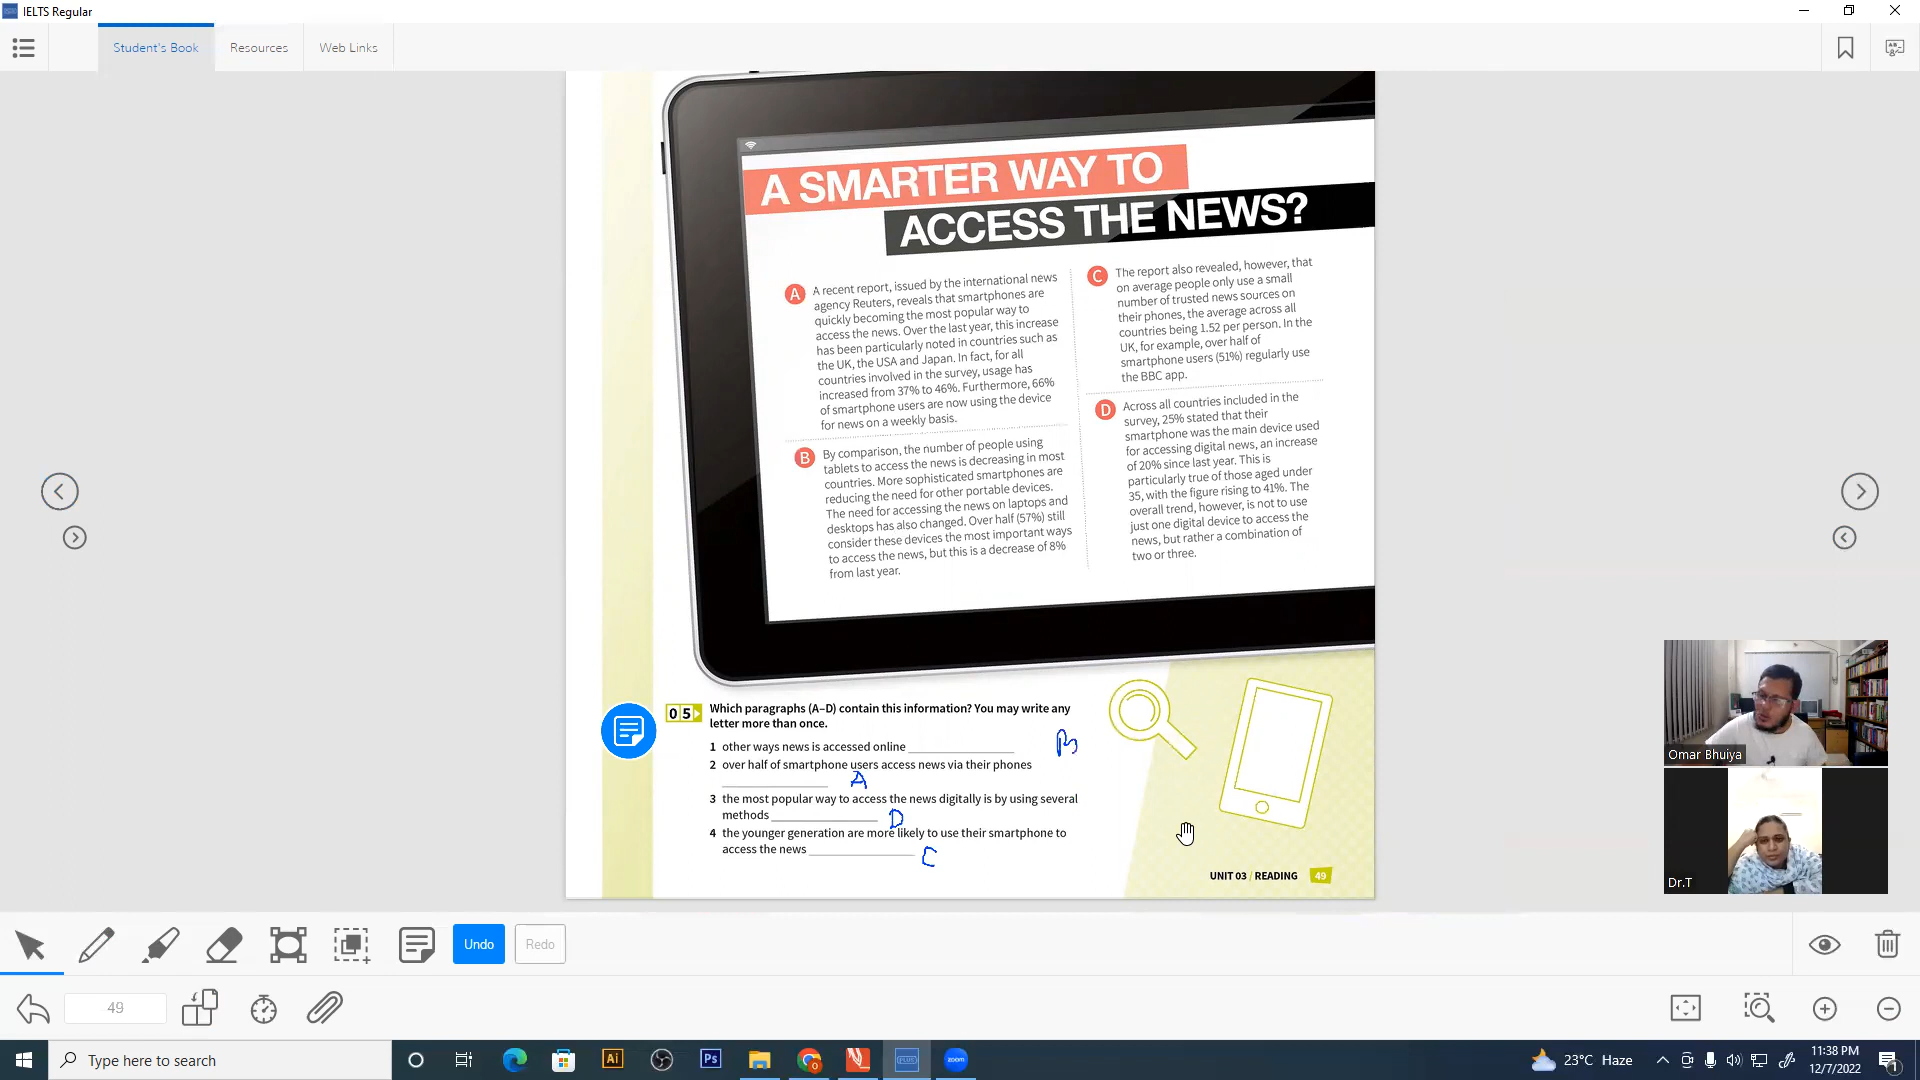 IELTS Regular
Student's Book
Resources
Web Links
A SMARTER WAY TO
ACCESS THE NEWS?
A
A recent report, issued by the international news
agency Reuters, reveals that smartphones are
quickly becoming the most popular way to
access the news. Over the last year, this increase
has been particularly noted in countries such as
the UK, the USA and Japan. In fact, for all
countries involved in the survey, usage has
increased from 37% to 46%. Furthermore, 66%
of smartphone users are now using the device
for news on a weekly basis.
B
By comparison, the number of people using
tablets to access the news is decreasing in most
countries. More sophisticated smartphones are
reducing the need for other portable devices.
The need for accessing the news on laptops and
desktops has also changed. Over half (57%) still
consider these devices the most important ways
to access the news, but this is a decrease of 8%
from last year.
C
The report also revealed, however, that
on average people only use a small
number of trusted news sources on
their phones, the average across all
countries being 1.52 per person. In the
UK, for example, over half of
smartphone users (51%) regularly use
the BBC app.
D
Across all countries included in the
survey, 25% stated that their
smartphone was the main device used
for accessing digital news, an increase
of 20% since last year. This is
particularly true of those aged under
35, with the figure rising to 41%. The
overall trend, however, is not to use
just one digital device to access the
news, but rather a combination of
two or three.
05 Which paragraphs (A–D) contain this information? You may write any
letter more than once.
1 other ways news is accessed online ________________ B
2 over half of smartphone users access news via their phones
________________ A
3 the most popular way to access the news digitally is by using several
methods ________________ D
4 the younger generation are more likely to use their smartphone to
access the news ________________ C
UNIT 03 / READING 49
Omar Bhuiya
Dr.T
Undo
Redo
49
Type here to search
Ai
Ps
zoom
23°C Haze
11:38 PM
12/7/2022
1